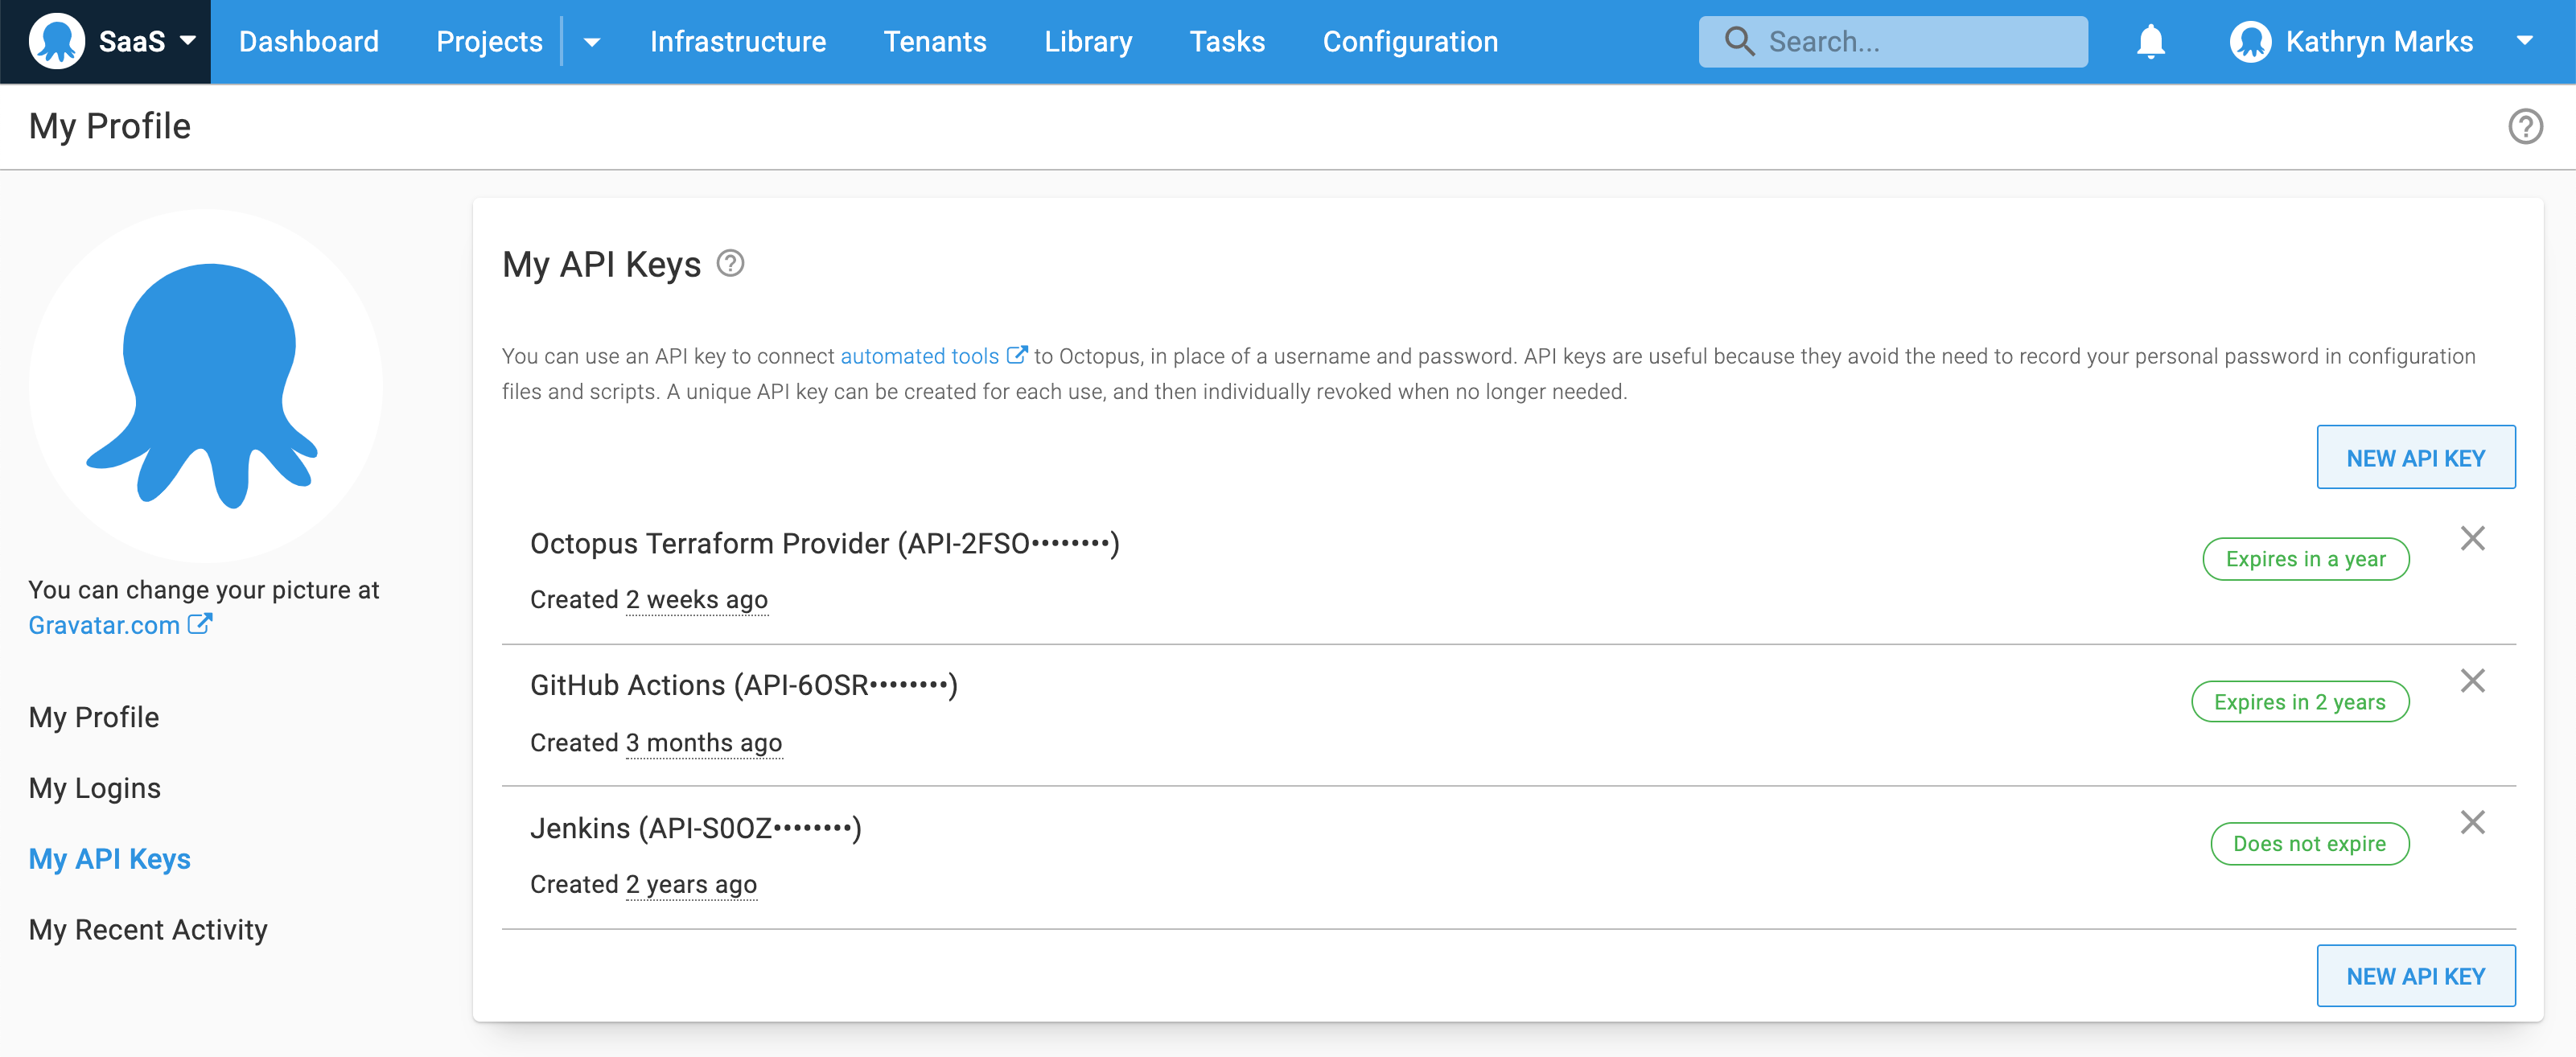 SaaS
Dashboard
Projects
Infrastructure
Tenants
Library
Tasks
Configuration
Search...
Kathryn Marks
My Profile
You can change your picture at
Gravatar.com
My Profile
My Logins
My API Keys
My Recent Activity
My API Keys
You can use an API key to connect automated tools to Octopus, in place of a username and password. API keys are useful because they avoid the need to record your personal password in configuration
files and scripts. A unique API key can be created for each use, and then individually revoked when no longer needed.
NEW API KEY
Octopus Terraform Provider (API-2FSO••••••••)
Expires in a year
Created 2 weeks ago
GitHub Actions (API-6OSR••••••••)
Expires in 2 years
Created 3 months ago
Jenkins (API-S0OZ••••••••)
Does not expire
Created 2 years ago
NEW API KEY